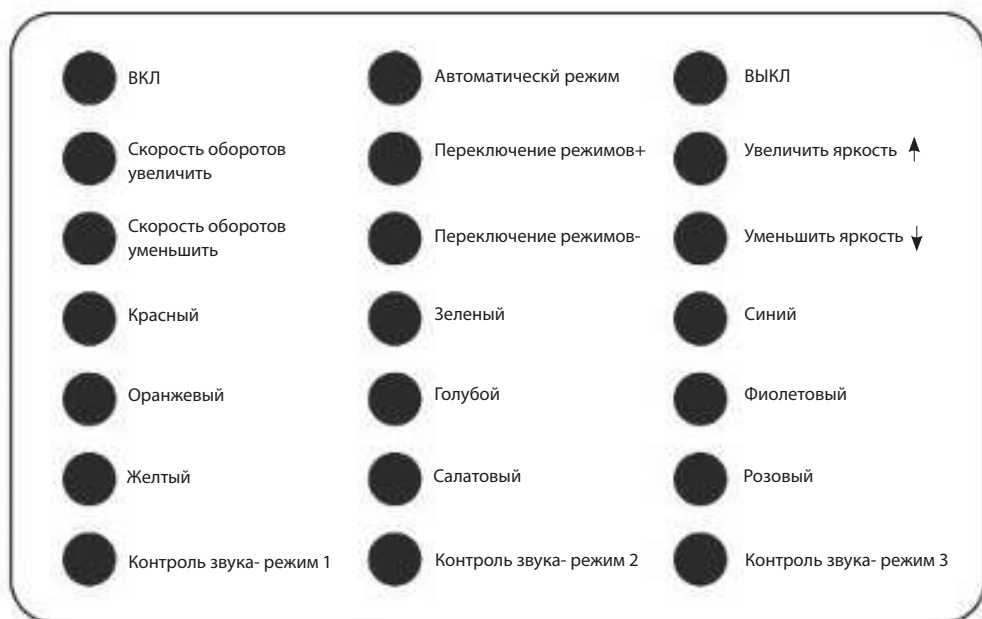 ВКЛ
Автоматическй режим
ВЫКЛ
Скорость оборотов
увеличить
Переключение режимов+
Увеличить яркость ↑
Скорость оборотов
уменьшить
Переключение режимов-
Уменьшить яркость ↓
Красный
Зеленый
Синий
Оранжевый
Голубой
Фиолетовый
Желтый
Салатовый
Розовый
Контроль звука- режим 1
Контроль звука- режим 2
Контроль звука- режим 3